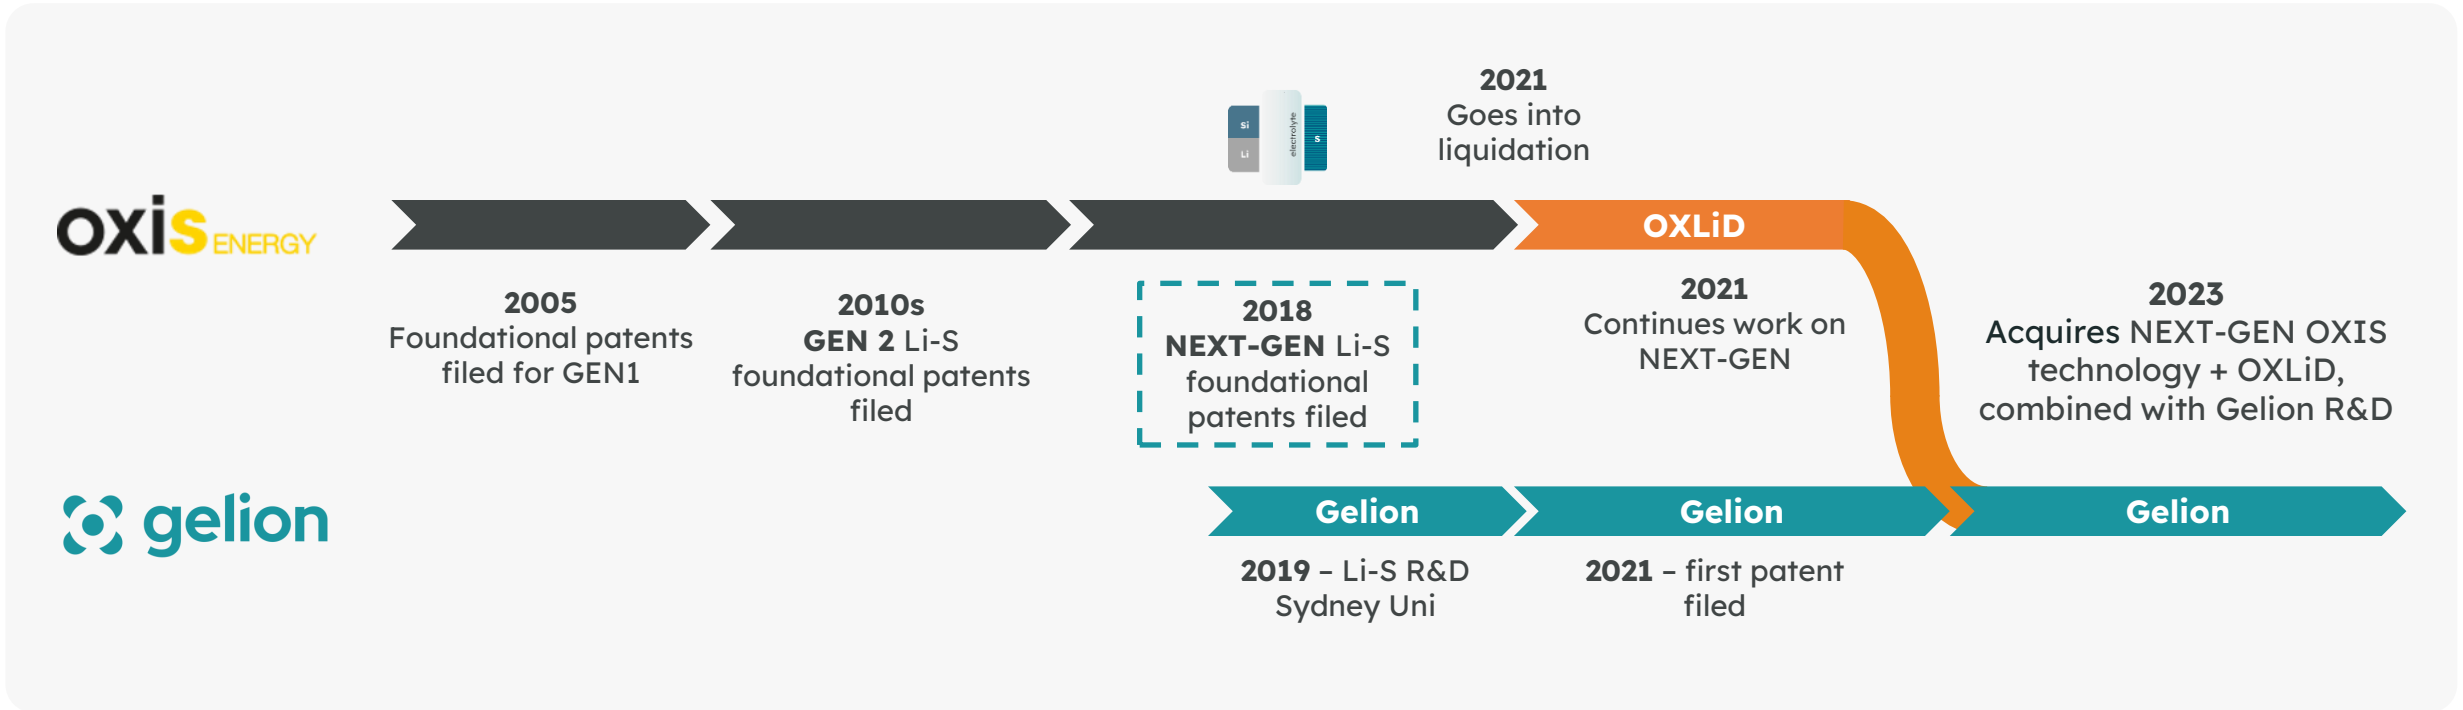 2021
Goes into
liquidation
Si
Li
electrolyte
S
oxis ENERGY
OXLiD
2005
Foundational patents
filed for GEN1
2010s
GEN 2 Li-S
foundational patents
filed
2018
NEXT-GEN Li-S
foundational
patents filed
2021
Continues work on
NEXT-GEN
2023
Acquires NEXT-GEN OXIS
technology + OXLiD,
combined with Gelion R&D
gelion
Gelion
Gelion
Gelion
2019 – Li-S R&D
Sydney Uni
2021 – first patent
filed